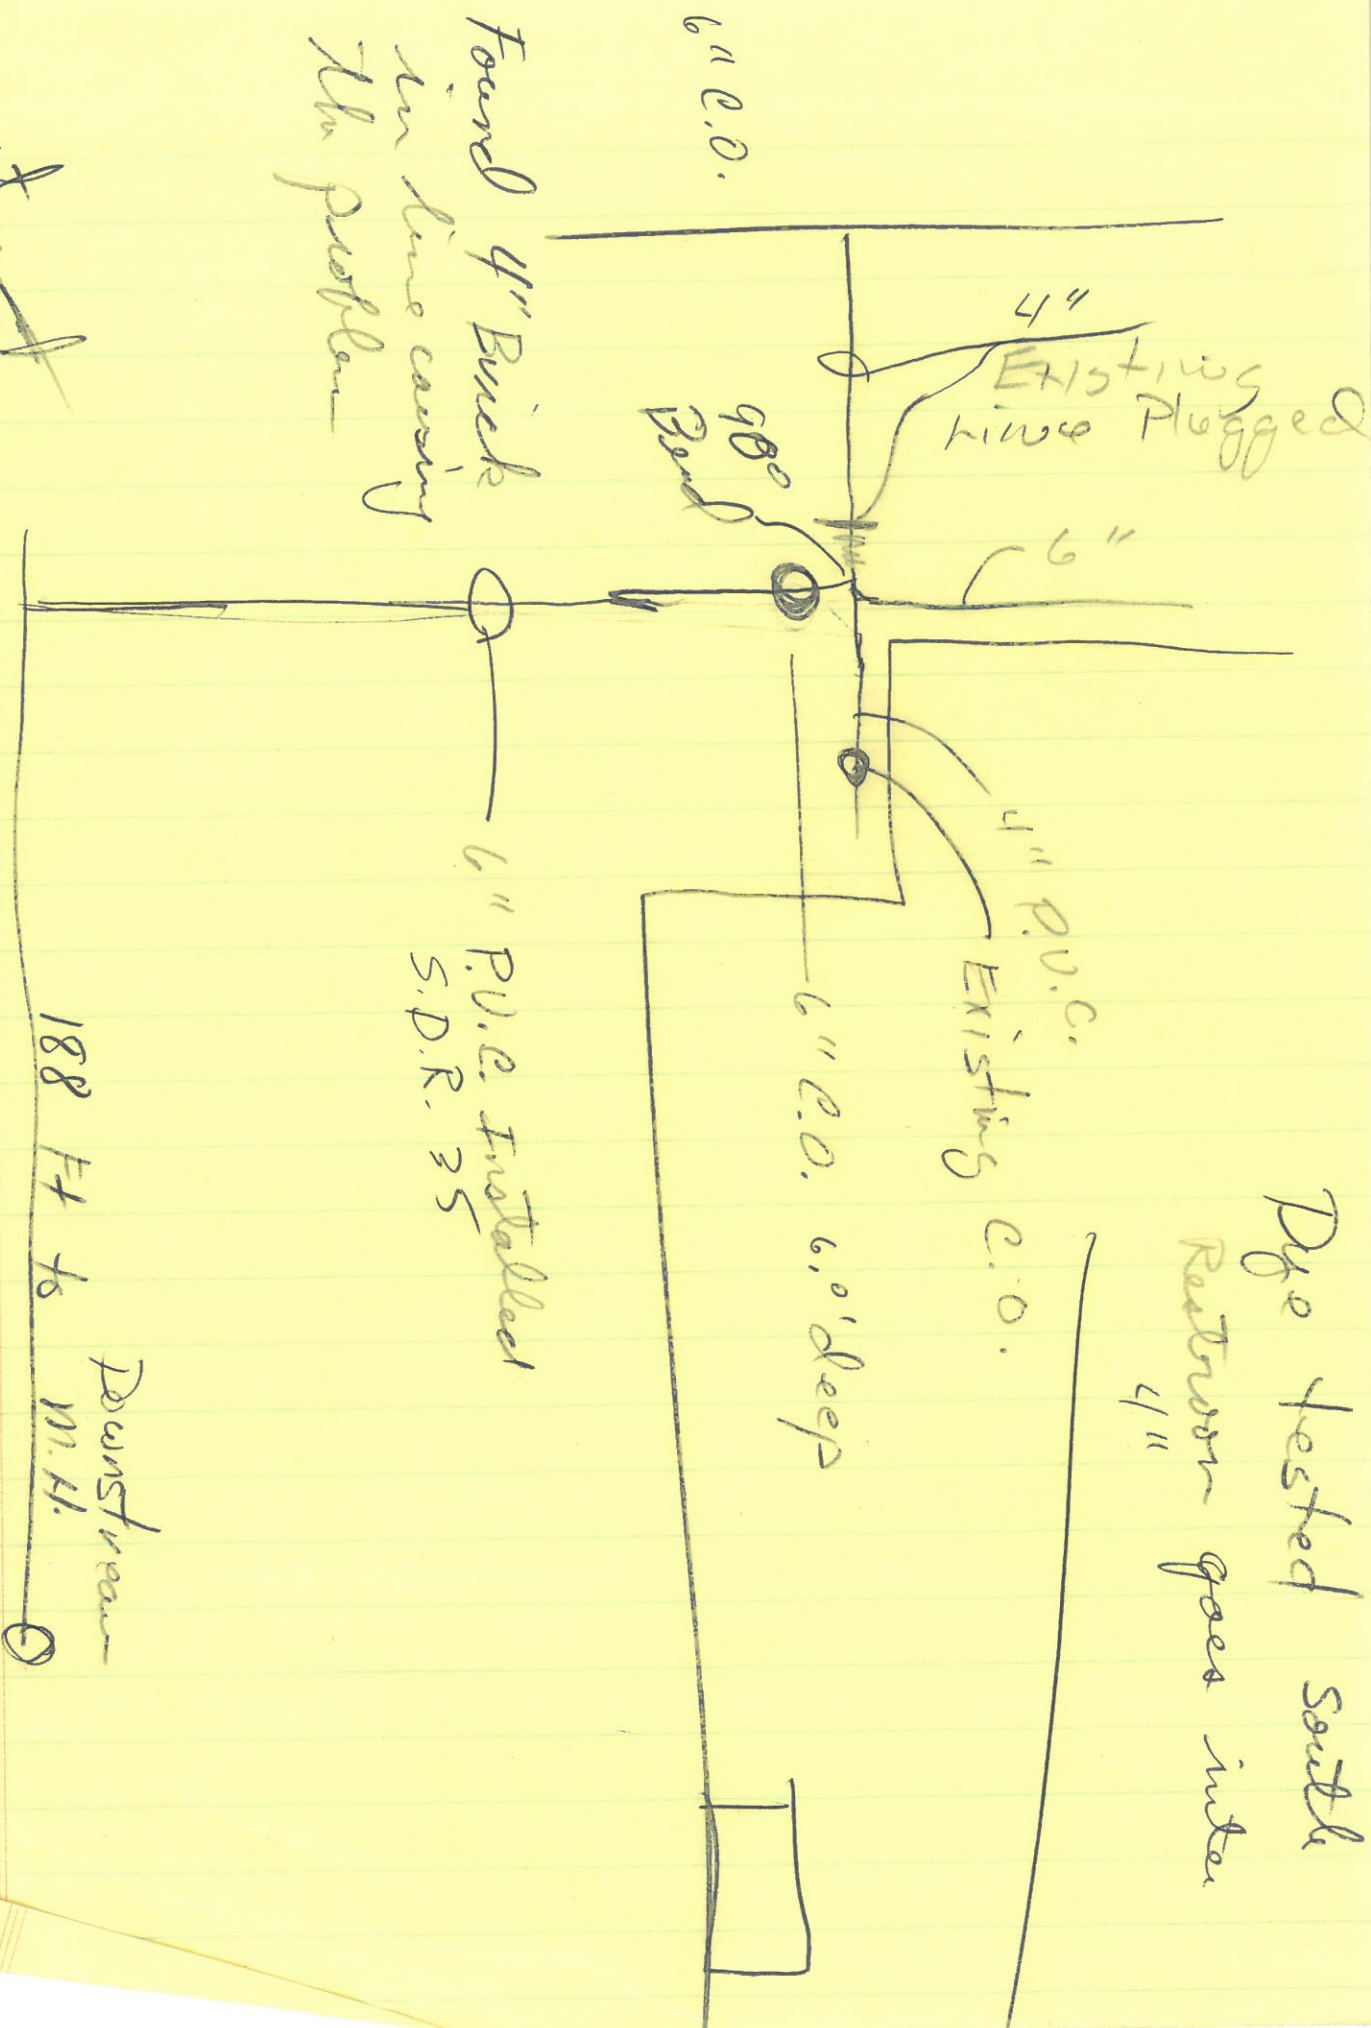 Dye tested South
Restroom goes into
4"
4"
Existing
Line Plugged
6"
4" P.V.C.
Existing C.O.
6" C.O. 6.0' deep
90°
Bend
6" C.O.
Found 4" Brick
in line causing
the problem
6" P.V.C. Installed
S.D.R. 35
Downstream
188 Ft to M.H.